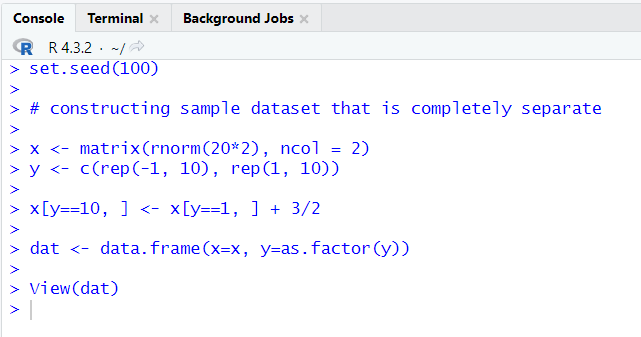 Console Terminal Background Jobs
R 4.3.2 · ~/
> set.seed(100)
>
> # constructing sample dataset that is completely separate
>
> x <- matrix(rnorm(20*2), ncol = 2)
> y <- c(rep(-1, 10), rep(1, 10))
>
> x[y==10, ] <- x[y==1, ] + 3/2
>
> dat <- data.frame(x=x, y=as.factor(y))
>
> View(dat)
>